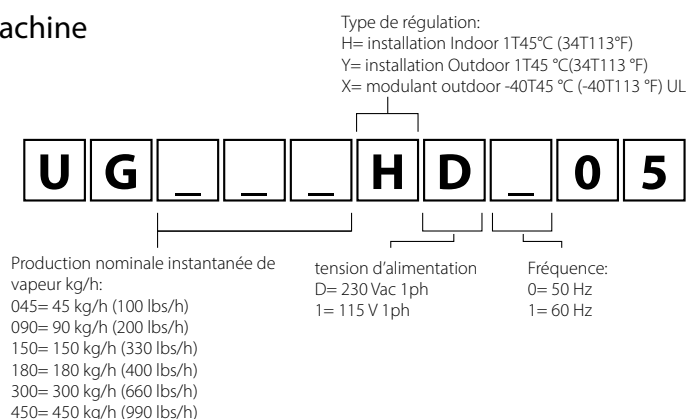 achine
Type de régulation:
H= installation Indoor 1T45°C (34T113°F)
Y= installation Outdoor 1T45 °C(34T113 °F)
X= modulant outdoor -40T45 °C (-40T113 °F) UL
U G _ _ _ H D _ 0 5
Production nominale instantanée de
vapeur kg/h:
045= 45 kg/h (100 lbs/h)
090= 90 kg/h (200 lbs/h)
150= 150 kg/h (330 lbs/h)
180= 180 kg/h (400 lbs/h)
300= 300 kg/h (660 lbs/h)
450= 450 kg/h (990 lbs/h)
tension d'alimentation
D= 230 Vac 1ph
1= 115 V 1ph
Fréquence:
0= 50 Hz
1= 60 Hz